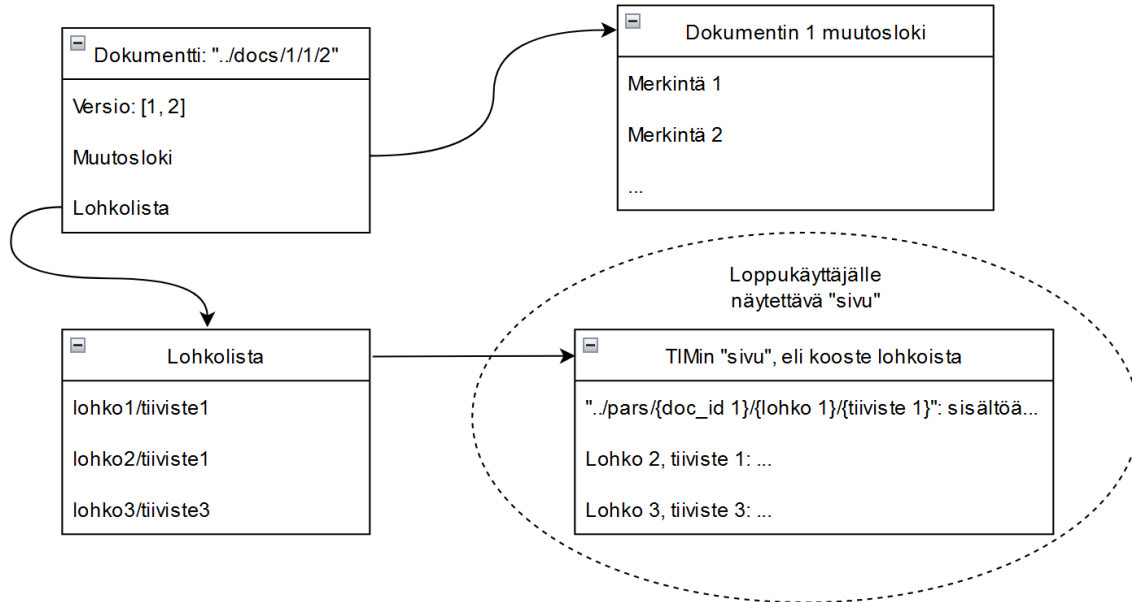 Dokumentti: "../docs/1/1/2"
Versio: [1, 2]
Muutosloki
Lohkolista
Dokumentin 1 muutosloki
Merkintä 1
Merkintä 2
...
Lohkolista
lohko1/tiiviste1
lohko2/tiiviste1
lohko3/tiiviste3
Loppukäyttäjälle
näytettävä "sivu"
TIMin "sivu", eli kooste lohkoista
"../pars/{doc_id 1}/{lohko 1}/{tiiviste 1}": sisältöä...
Lohko 2, tiiviste 1: ...
Lohko 3, tiiviste 3: ...